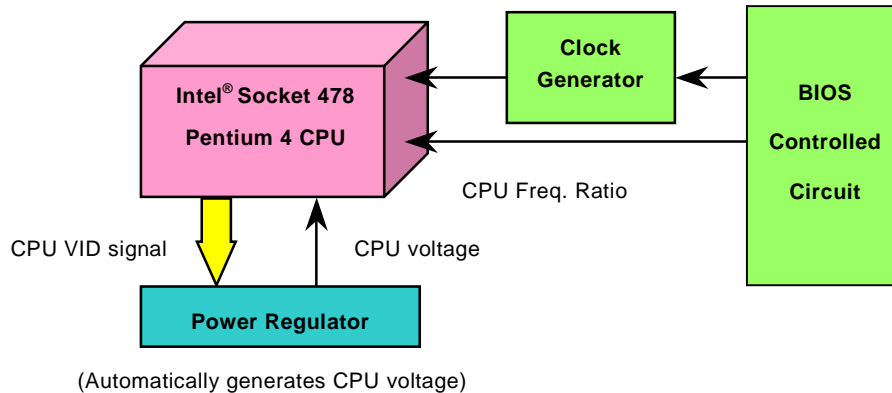 Intel® Socket 478
Pentium 4 CPU
Clock
Generator
BIOS
Controlled
Circuit
CPU Freq. Ratio
CPU VID signal
CPU voltage
Power Regulator
(Automatically generates CPU voltage)